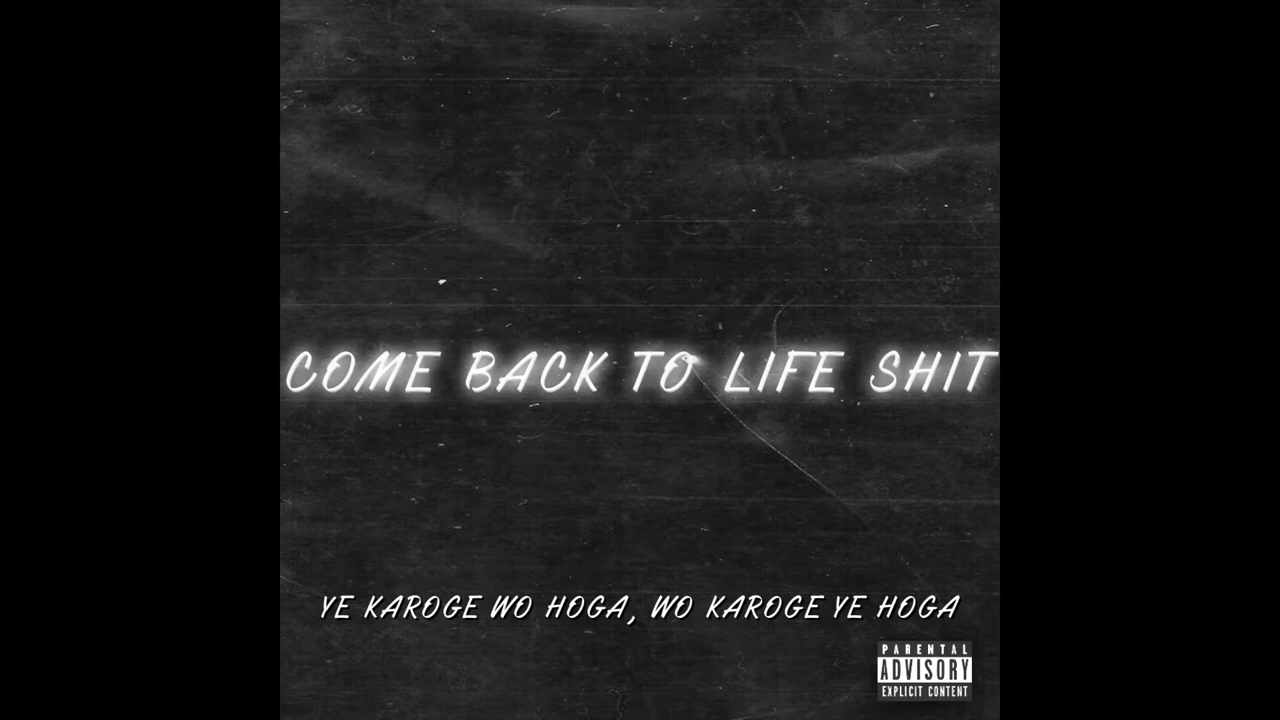 COME BACK TO LIFE SHIT
YE KAROGE WO HOGA, WO KAROGE YE HOGA
PARENTAL
ADVISORY
EXPLICIT CONTENT